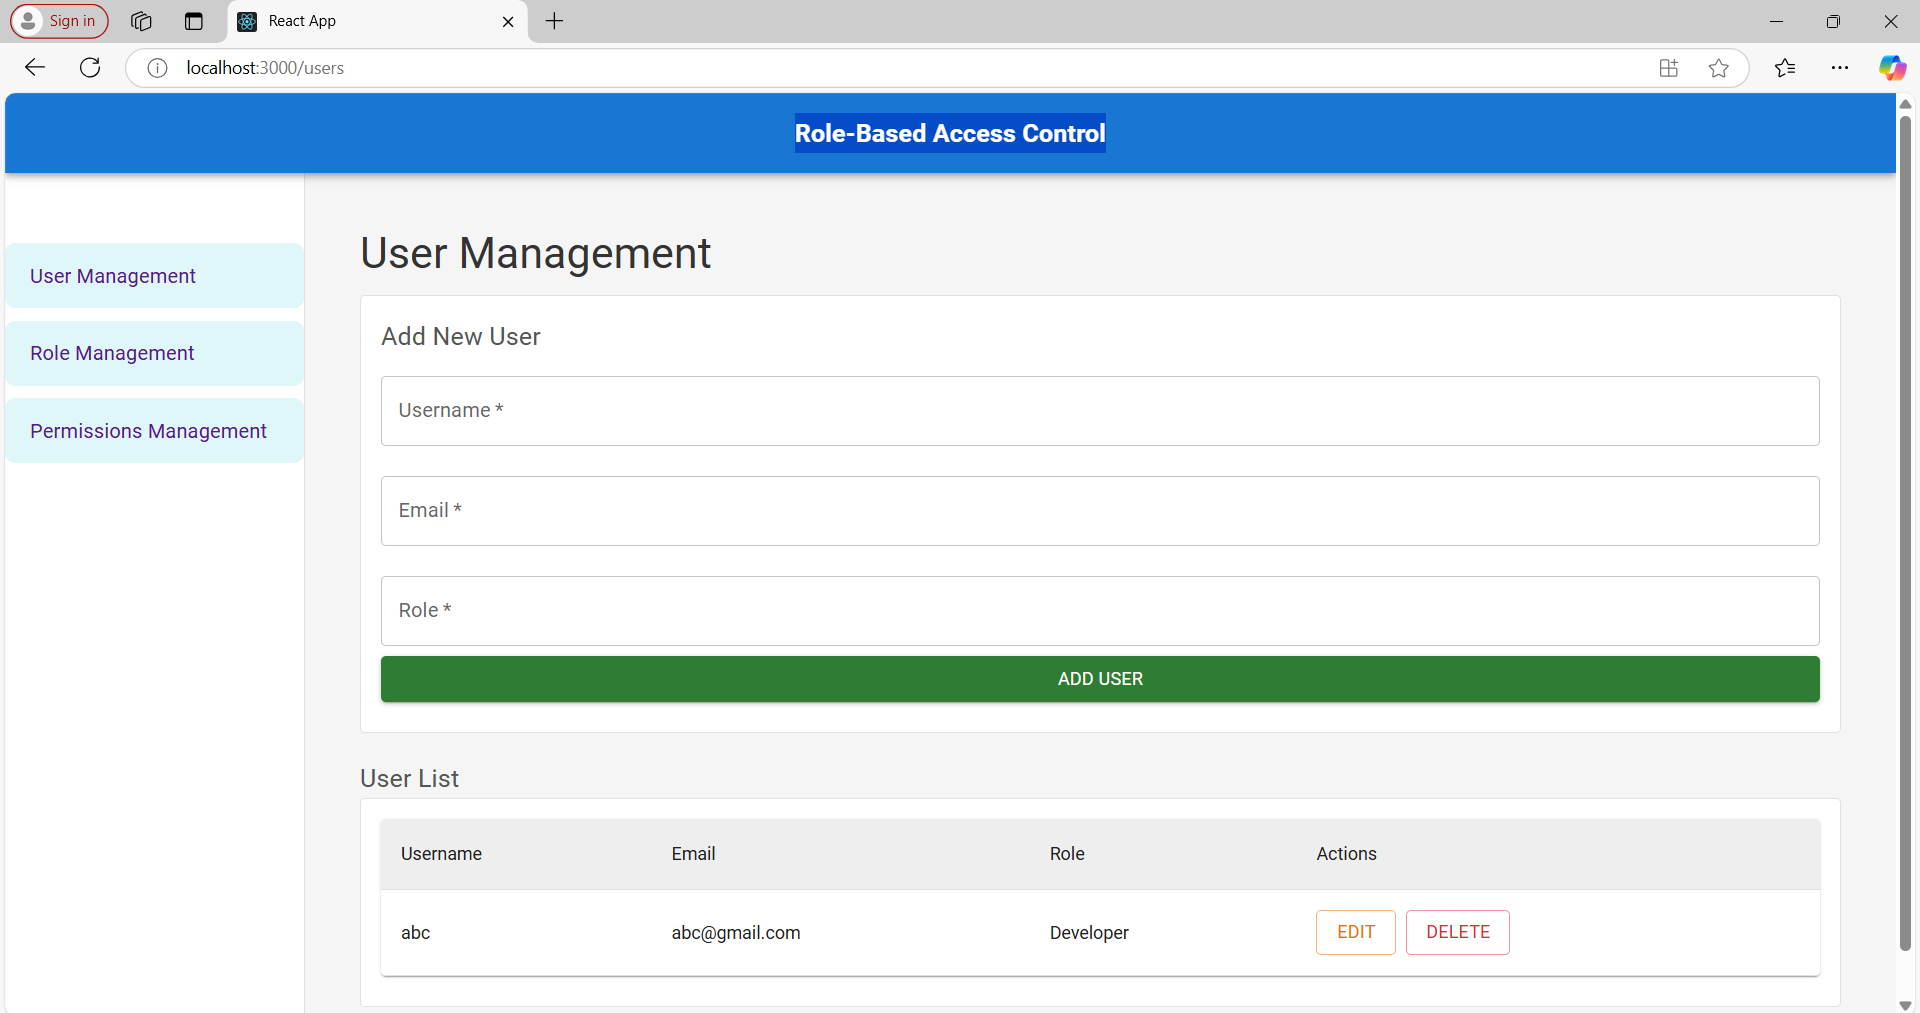 Sign in
React App
localhost:3000/users
Role-Based Access Control
User Management
Role Management
Permissions Management
User Management
Add New User
Username *
Email *
Role *
ADD USER
User List
Username Email Role Actions
abc abc@gmail.com Developer EDIT DELETE